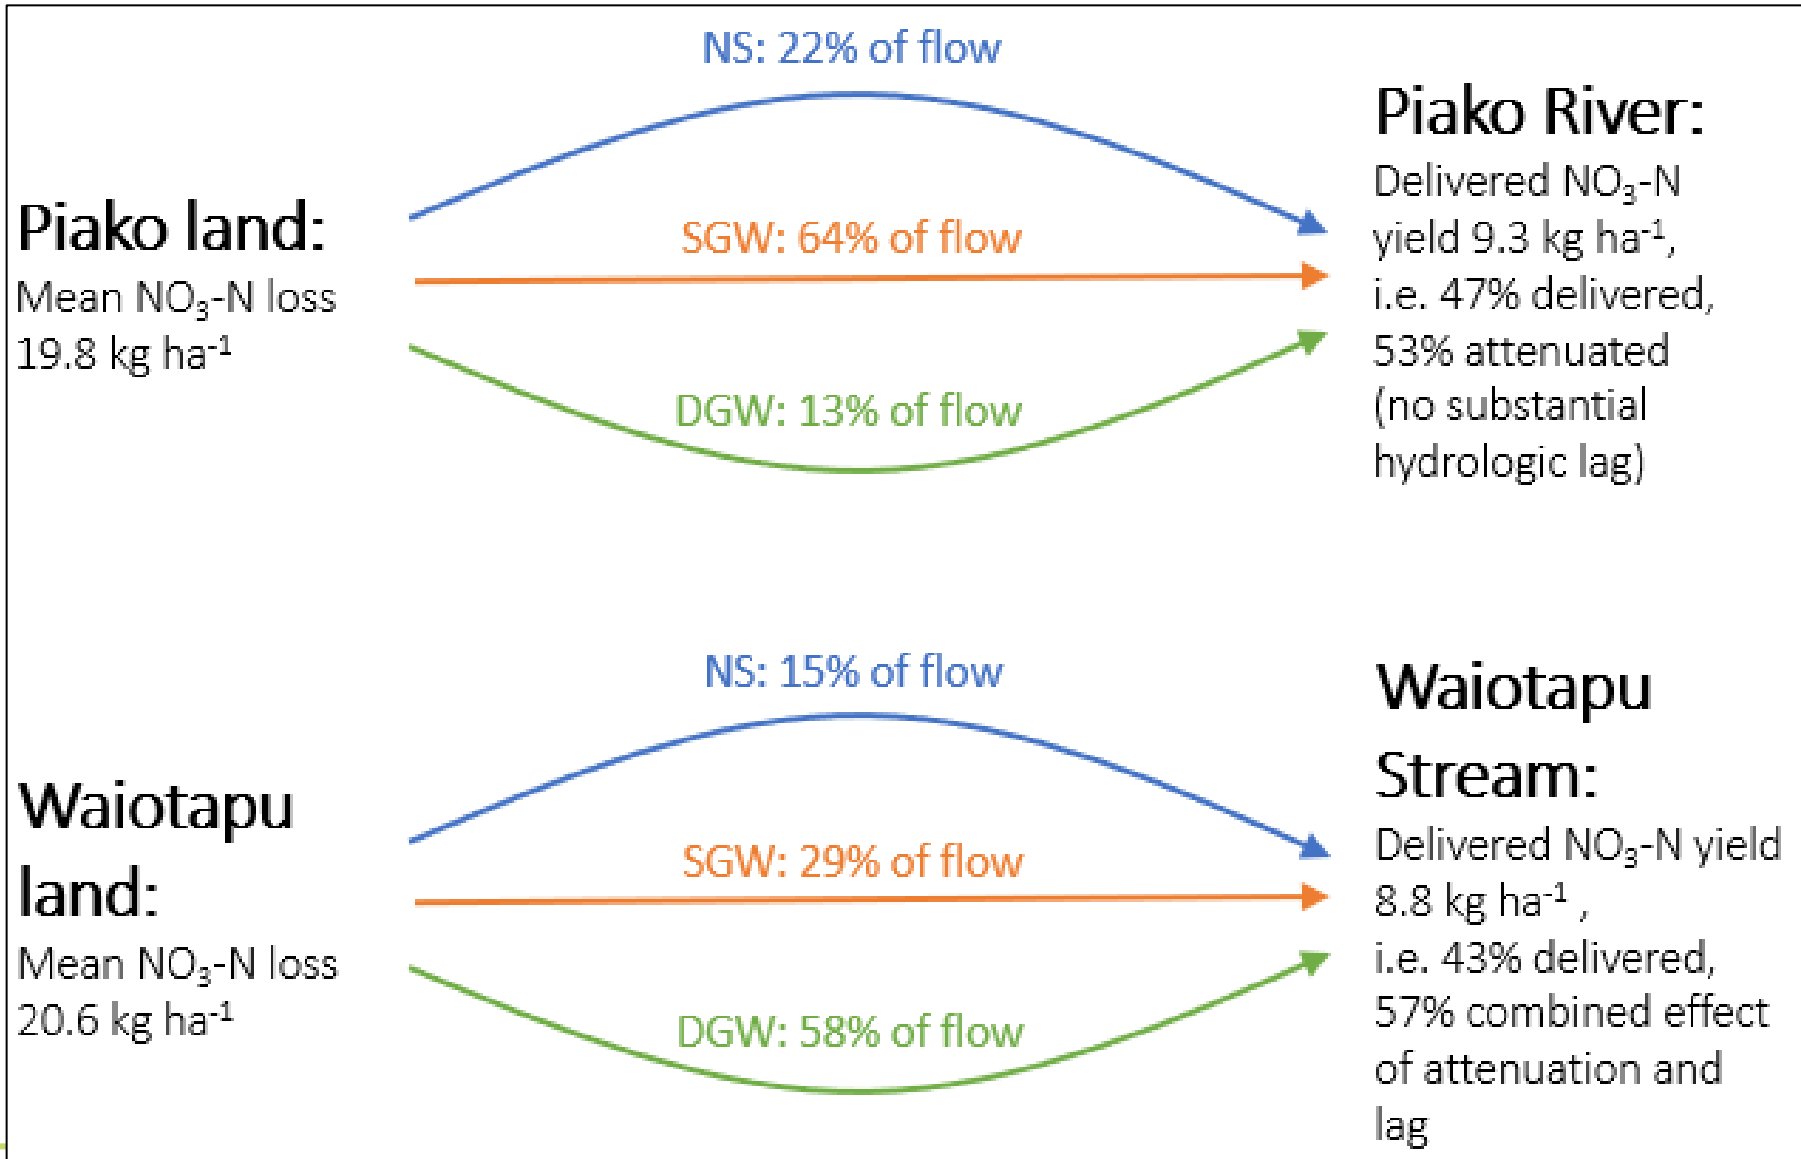 NS: 22% of flow
Piako land:
Mean NO₃-N loss
19.8 kg ha⁻¹
SGW: 64% of flow
DGW: 13% of flow
Piako River:
Delivered NO₃-N
yield 9.3 kg ha⁻¹,
i.e. 47% delivered,
53% attenuated
(no substantial
hydrologic lag)
NS: 15% of flow
Waiotapu
land:
Mean NO₃-N loss
20.6 kg ha⁻¹
SGW: 29% of flow
DGW: 58% of flow
Waiotapu
Stream:
Delivered NO₃-N yield
8.8 kg ha⁻¹ ,
i.e. 43% delivered,
57% combined effect
of attenuation and
lag